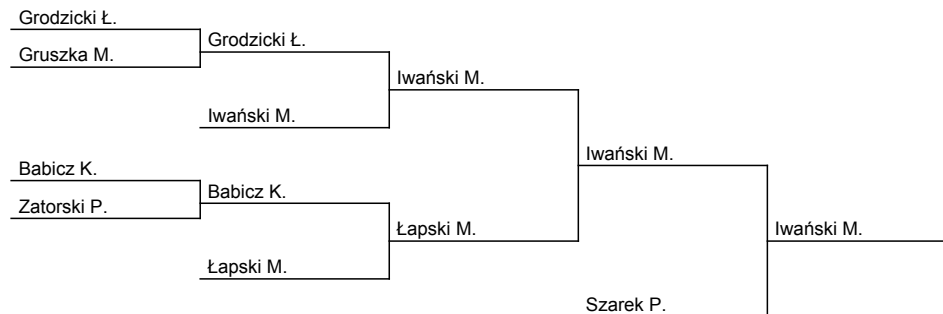 Grodzicki Ł.
Grodzicki Ł.
Gruszka M.
Iwański M.
Iwański M.
Iwański M.
Babicz K.
Babicz K.
Zatorski P.
Łapski M.
Iwański M.
Łapski M.
Szarek P.